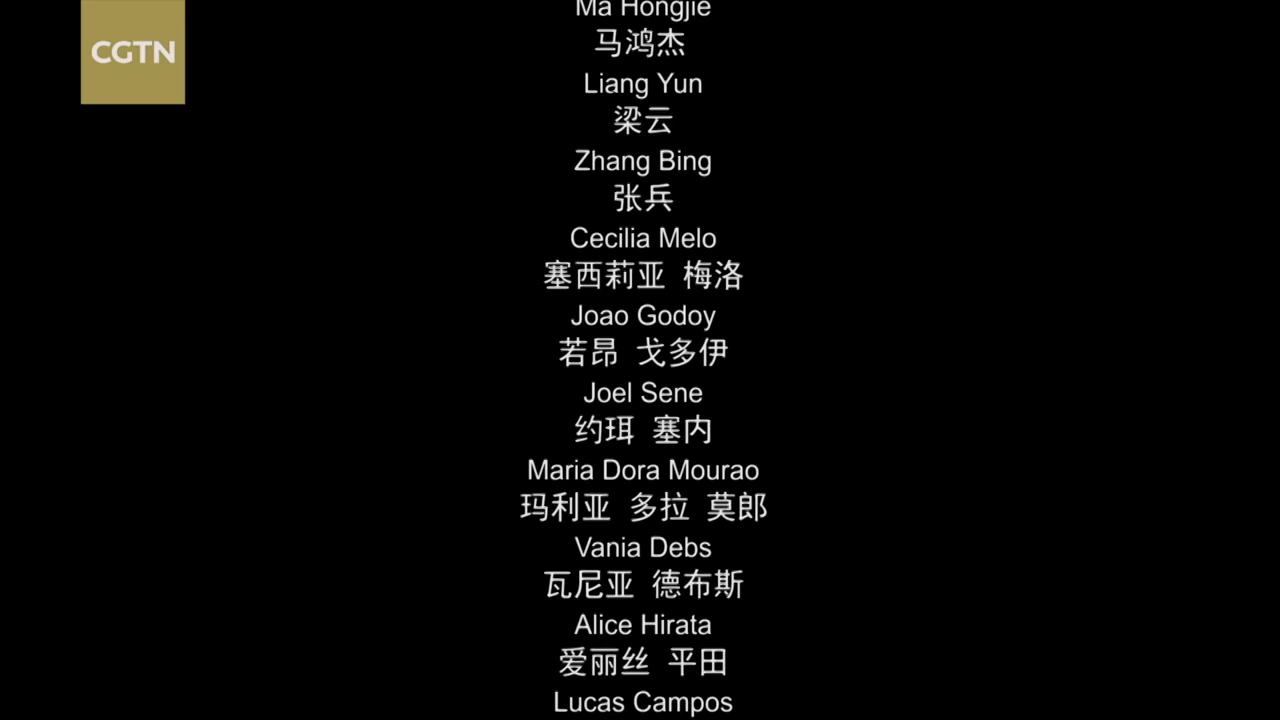 CGTN
Ma Hongjie
马鸿杰
Liang Yun
梁云
Zhang Bing
张兵
Cecilia Melo
塞西莉亚 梅洛
Joao Godoy
若昂 戈多伊
Joel Sene
约珥 塞内
Maria Dora Mourao
玛利亚 多拉 莫郎
Vania Debs
瓦尼亚 德布斯
Alice Hirata
爱丽丝 平田
Lucas Campos